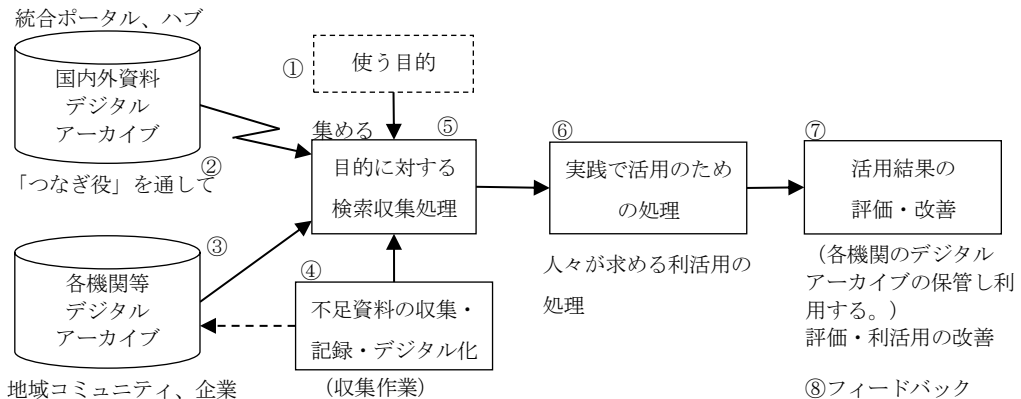 統合ポータル、ハブ
国内外資料
デジタル
アーカイブ
②
「つなぎ役」を通して
①
使う目的
集める
⑤
目的に対する
検索収集処理
③
各機関等
デジタル
アーカイブ
地域コミュニティ、企業
④
不足資料の収集・
記録・デジタル化
（収集作業）
⑥
実践で活用のため
の処理
人々が求める利活用の
処理
⑦
活用結果の
評価・改善
（各機関のデジタル
アーカイブの保管し利
用する。）
評価・利活用の改善
⑧フィードバック